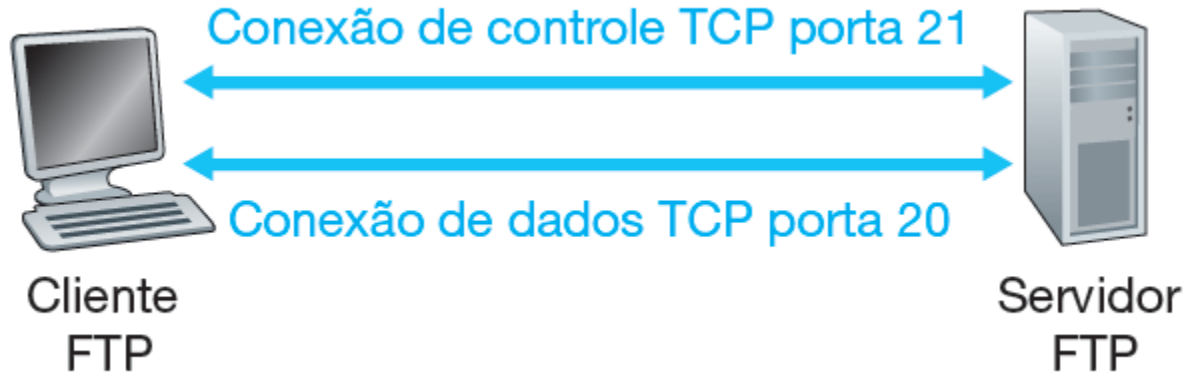 Conexão de controle TCP porta 21
Conexão de dados TCP porta 20
Cliente
FTP
Servidor
FTP